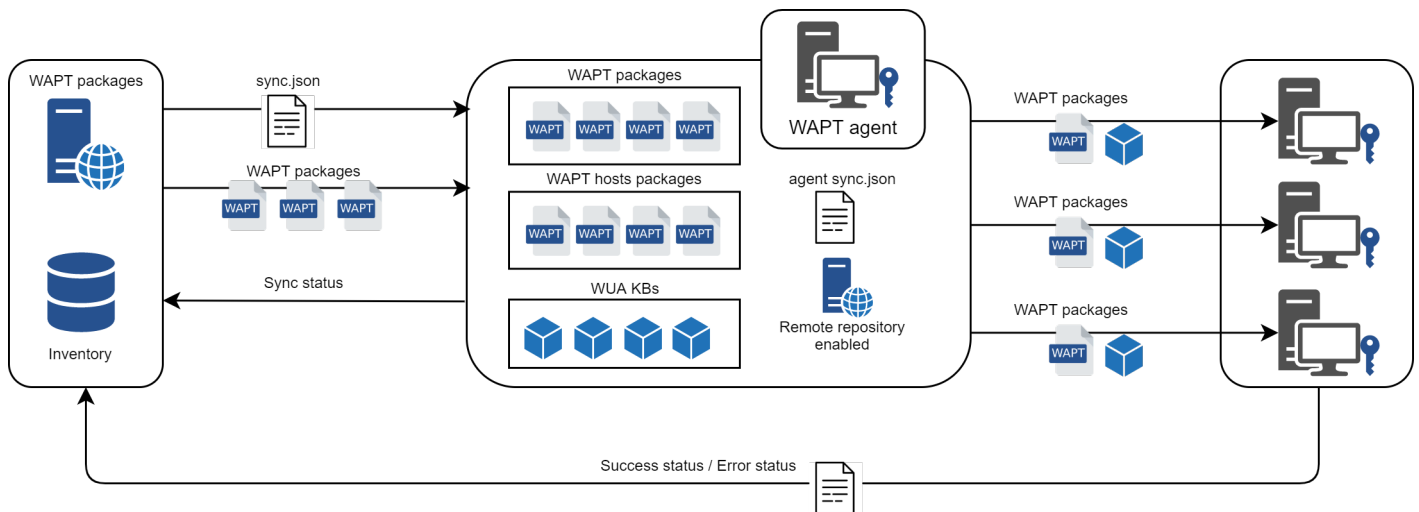 WAPT packages
Inventory
sync.json
WAPT packages
WAPT
WAPT
WAPT
Sync status
WAPT packages
WAPT
WAPT
WAPT
WAPT
WAPT hosts packages
WAPT
WAPT
WAPT
WAPT
WUA KBs
WAPT agent
agent sync.json
Remote repository
enabled
WAPT packages
WAPT
WAPT packages
WAPT
WAPT packages
WAPT
Success status / Error status